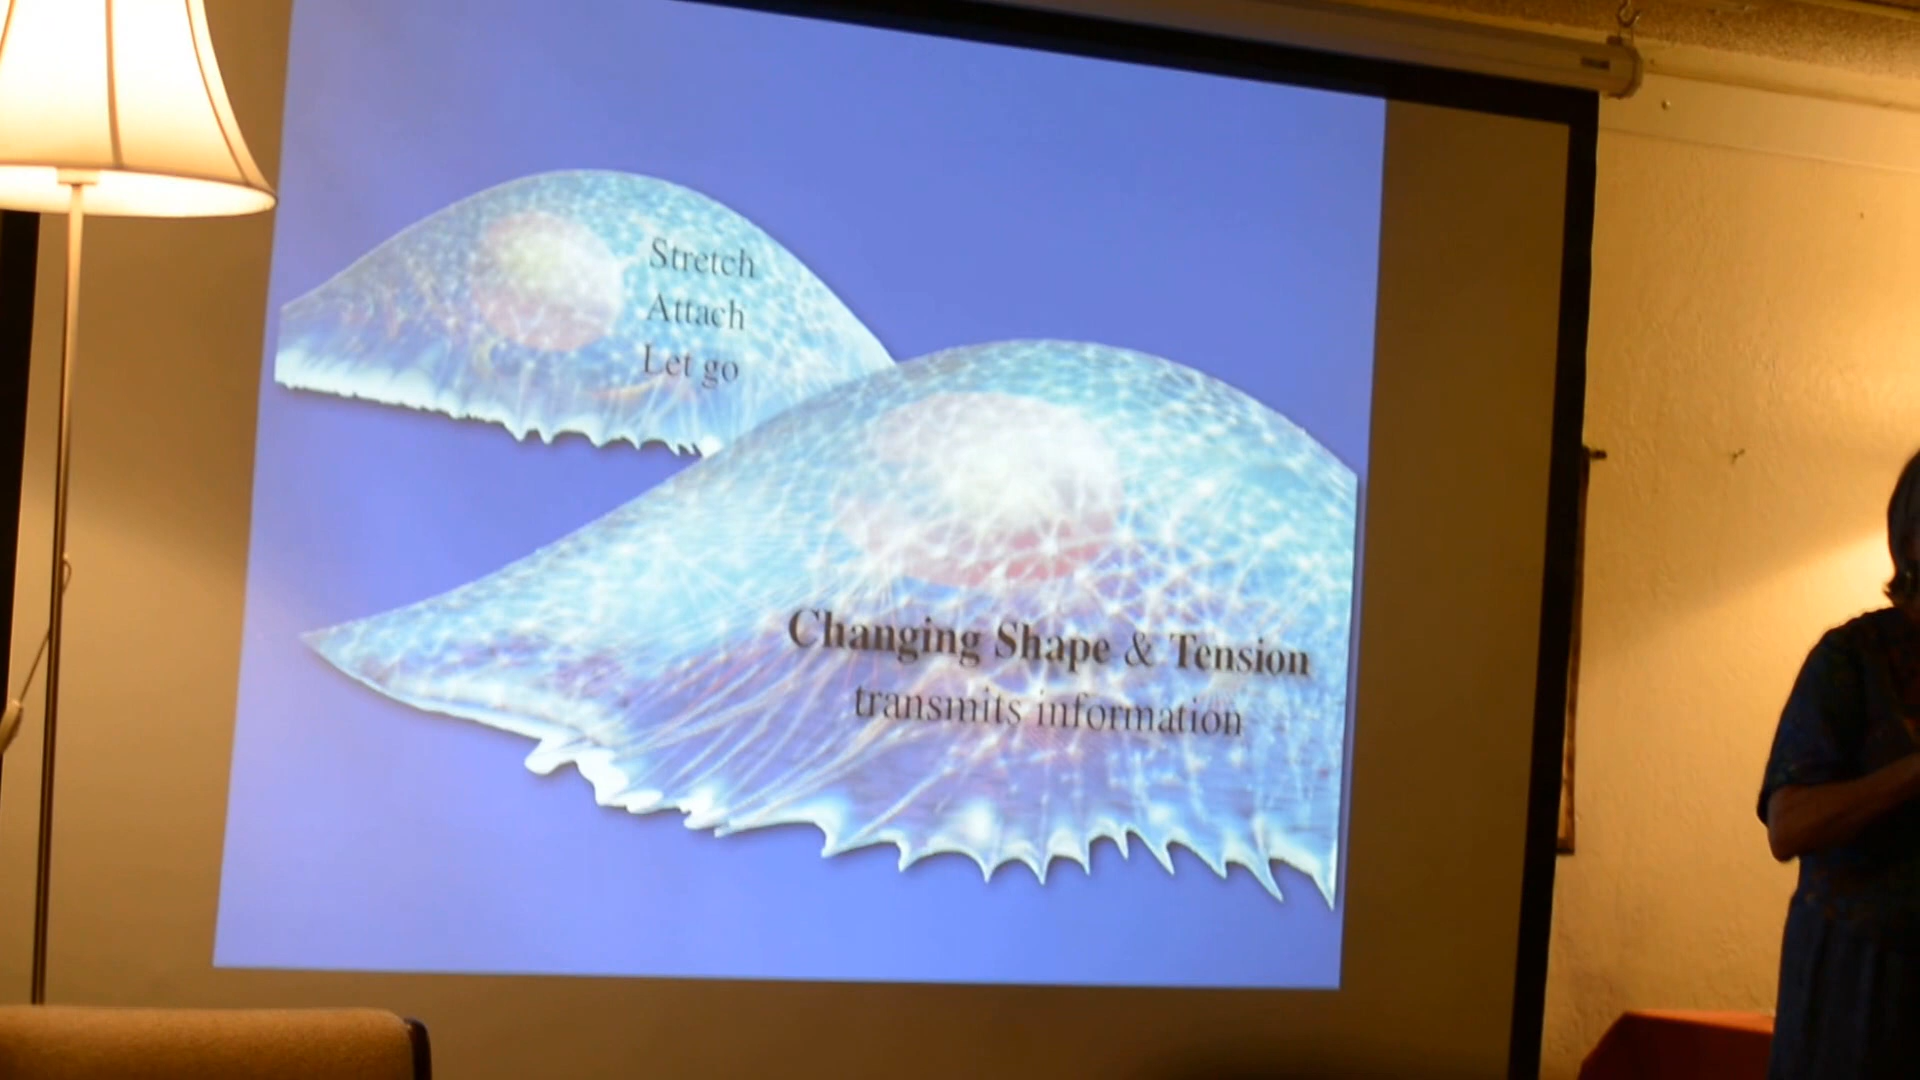 Stretch
Attach
Let go
Changing Shape & Tension
transmits information